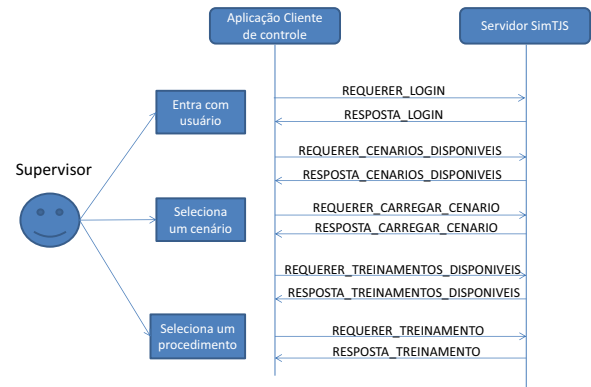 Aplicação Cliente
de controle
Servidor SimTJS
REQUERER_LOGIN
Entra com
usuário
RESPOSTA_LOGIN
REQUERER_CENARIOS_DISPONIVEIS
Supervisor
RESPOSTA_CENARIOS_DISPONIVEIS
Seleciona
um cenário
REQUERER_CARREGAR_CENARIO
RESPOSTA_CARREGAR_CENARIO
REQUERER_TREINAMENTOS_DISPONIVEIS
RESPOSTA_TREINAMENTOS_DISPONIVEIS
Seleciona um
procedimento
REQUERER_TREINAMENTO
RESPOSTA_TREINAMENTO